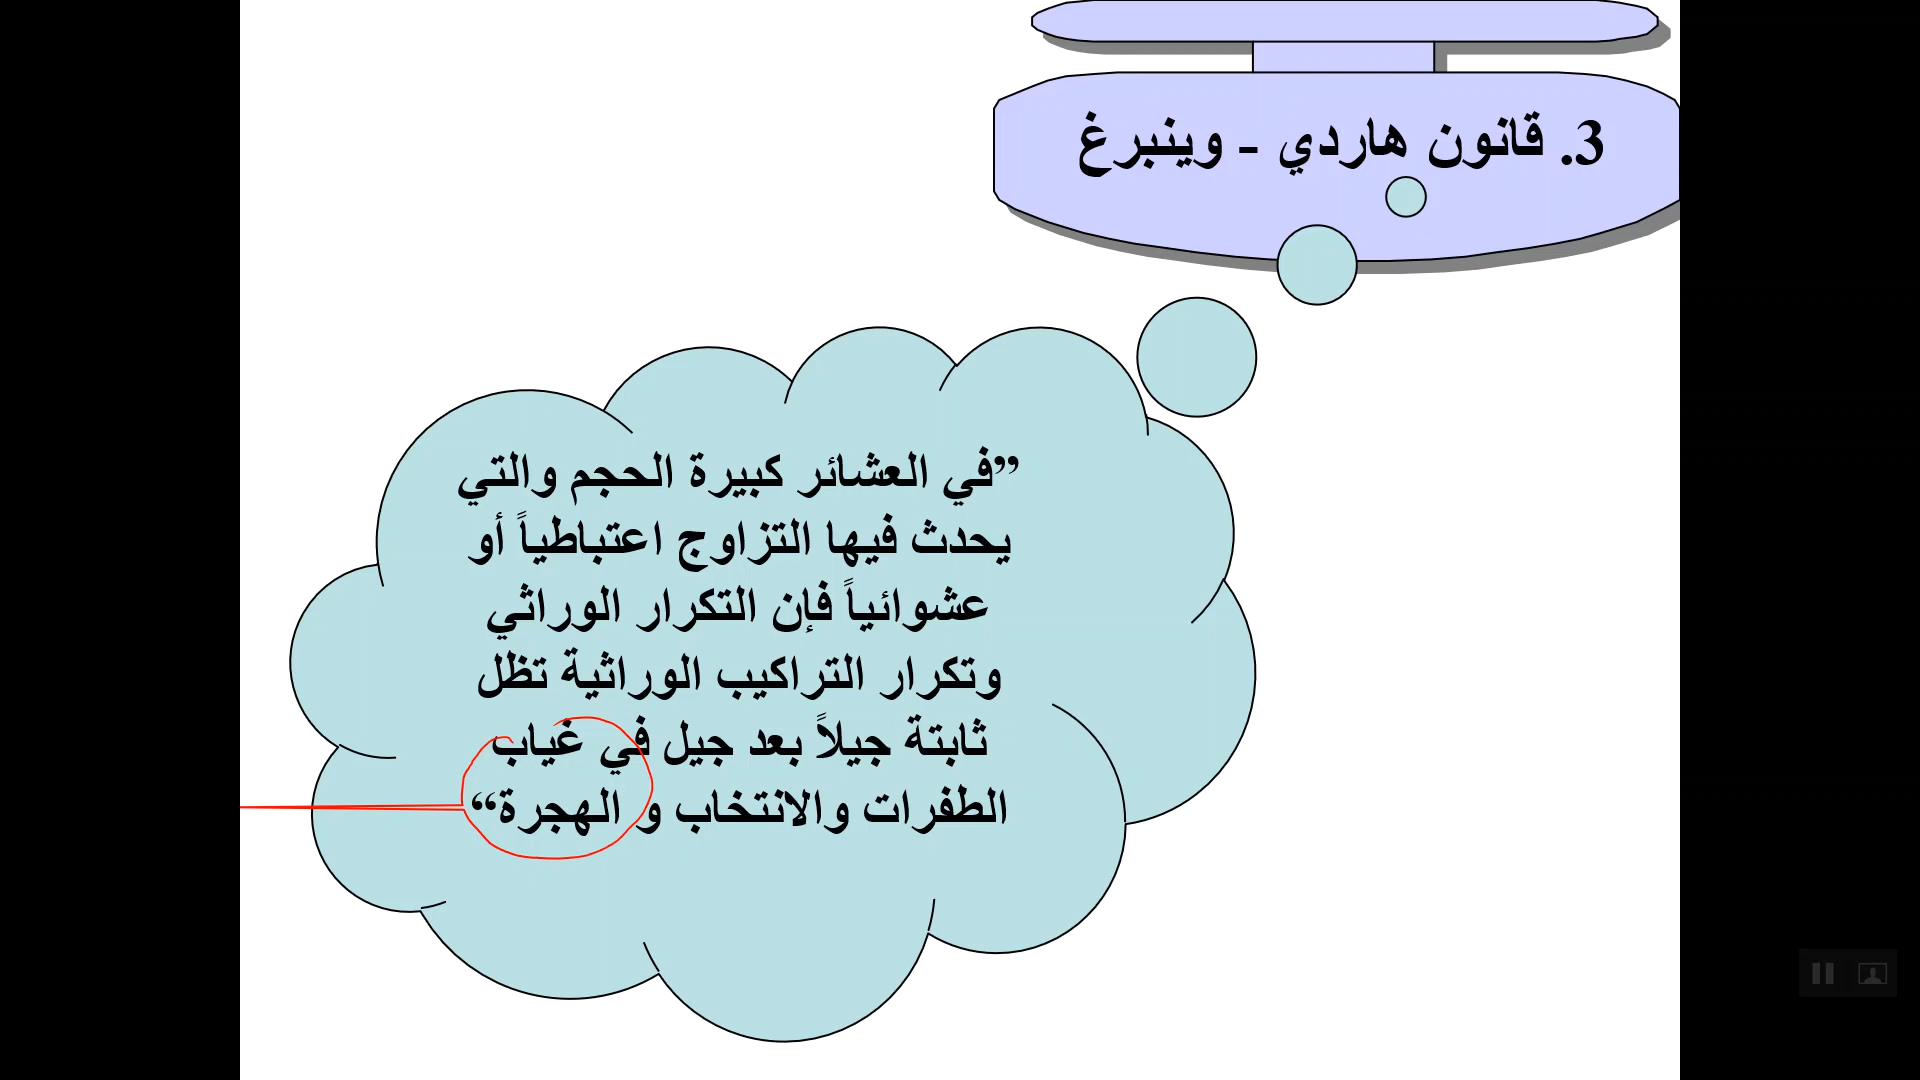 3. قانون هاردي - وينبرغ
”في العشائر كبيرة الحجم والتي
يحدث فيها التزاوج اعتباطياً أو
عشوائياً فإن التكرار الوراثي
وتكرار التراكيب الوراثية تظل
ثابتة جيلاً بعد جيل في غياب
الطفرات والانتخاب و الهجرة“